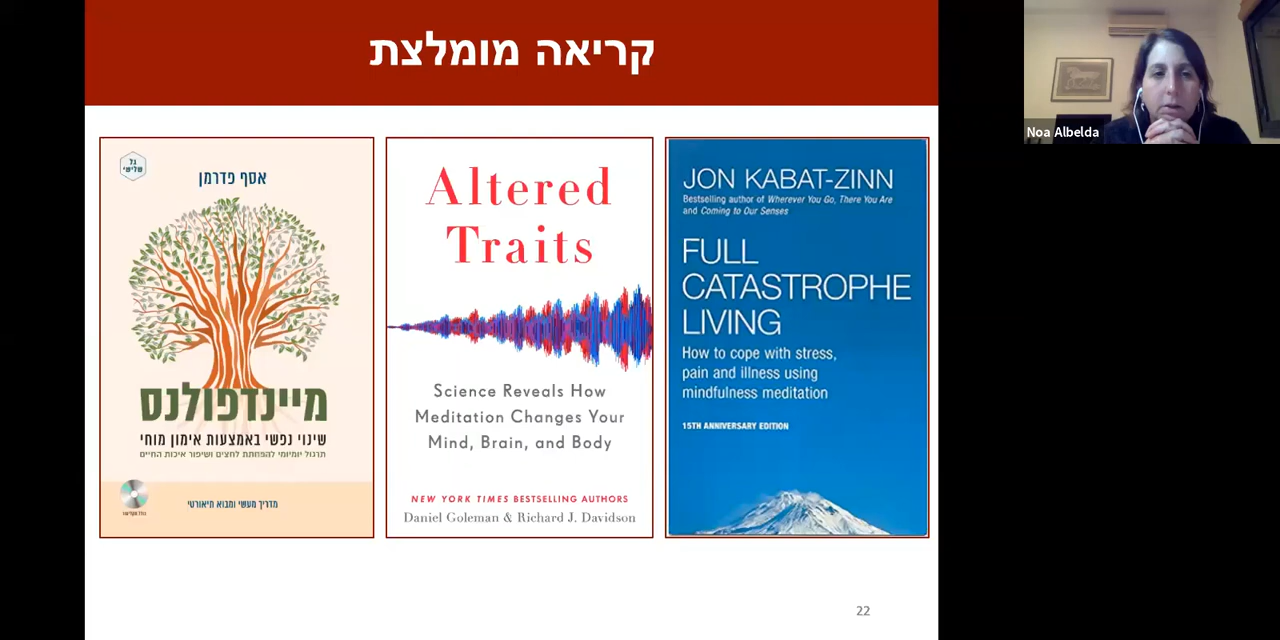 קריאה מומלצת
Noa Albelda
גל
שלישי
אסף פדרמן
מיינדפולנס
שינוי נפשי באמצעות אימון מוחי
תרגול יומיומי להפחתת לחצים ושיפור איכות החיים
מדריך מעשי ומבוא תיאורטי
Altered
Traits
Science Reveals How
Meditation Changes Your
Mind, Brain, and Body
NEW YORK TIMES BESTSELLING AUTHORS
Daniel Goleman & Richard J. Davidson
JON KABAT-ZINN
Bestselling author of Wherever You Go, There You Are
and Coming to Our Senses
FULL
CATASTROPHE
LIVING
How to cope with stress,
pain and illness using
mindfulness meditation
15TH ANNIVERSARY EDITION
22